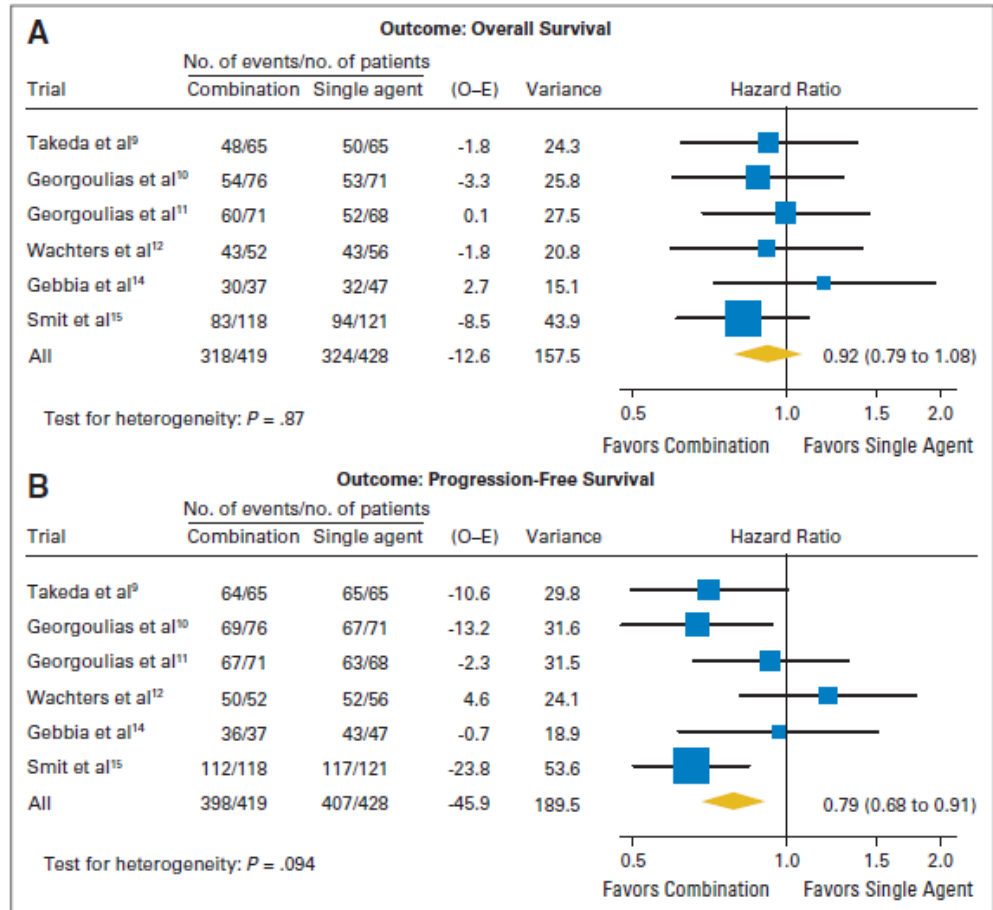 A
Outcome: Overall Survival
No. of events/no. of patients
Trial Combination Single agent (O–E) Variance Hazard Ratio
Takeda et al⁹ 48/65 50/65 -1.8 24.3
Georgoulias et al¹⁰ 54/76 53/71 -3.3 25.8
Georgoulias et al¹¹ 60/71 52/68 0.1 27.5
Wachters et al¹² 43/52 43/56 -1.8 20.8
Gebbia et al¹⁴ 30/37 32/47 2.7 15.1
Smit et al¹⁵ 83/118 94/121 -8.5 43.9
All 318/419 324/428 -12.6 157.5 0.92 (0.79 to 1.08)
0.5 1.0 1.5 2.0
Test for heterogeneity: P = .87
Favors Combination Favors Single Agent
B
Outcome: Progression-Free Survival
No. of events/no. of patients
Trial Combination Single agent (O–E) Variance Hazard Ratio
Takeda et al⁹ 64/65 65/65 -10.6 29.8
Georgoulias et al¹⁰ 69/76 67/71 -13.2 31.6
Georgoulias et al¹¹ 67/71 63/68 -2.3 31.5
Wachters et al¹² 50/52 52/56 4.6 24.1
Gebbia et al¹⁴ 36/37 43/47 -0.7 18.9
Smit et al¹⁵ 112/118 117/121 -23.8 53.6
All 398/419 407/428 -45.9 189.5 0.79 (0.68 to 0.91)
0.5 1.0 1.5 2.0
Test for heterogeneity: P = .094
Favors Combination Favors Single Agent